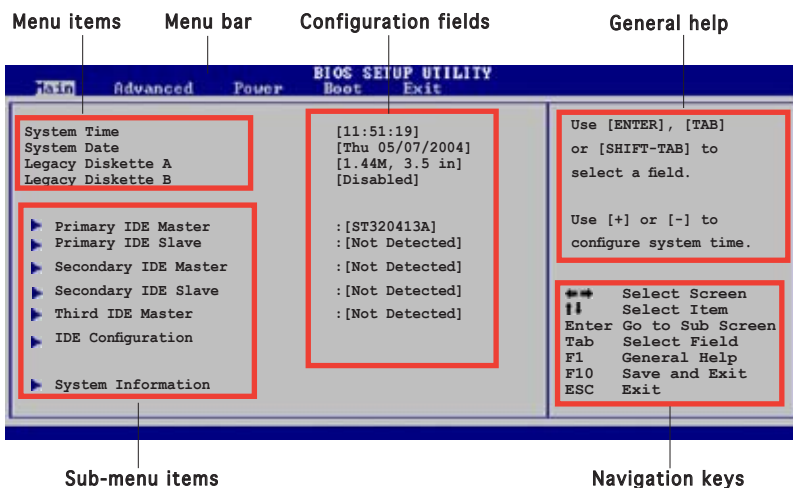 Menu items Menu bar Configuration fields General help
BIOS SETUP UTILITY
Main Advanced Power Boot Exit
System Time [11:51:19]
System Date [Thu 05/07/2004]
Legacy Diskette A [1.44M, 3.5 in]
Legacy Diskette B [Disabled]
Primary IDE Master :[ST320413A]
Primary IDE Slave :[Not Detected]
Secondary IDE Master :[Not Detected]
Secondary IDE Slave :[Not Detected]
Third IDE Master :[Not Detected]
IDE Configuration
System Information
Use [ENTER], [TAB]
or [SHIFT-TAB] to
select a field.
Use [+] or [-] to
configure system time.
Select Screen
Select Item
Enter Go to Sub Screen
Tab Select Field
F1 General Help
F10 Save and Exit
ESC Exit
Sub-menu items Navigation keys